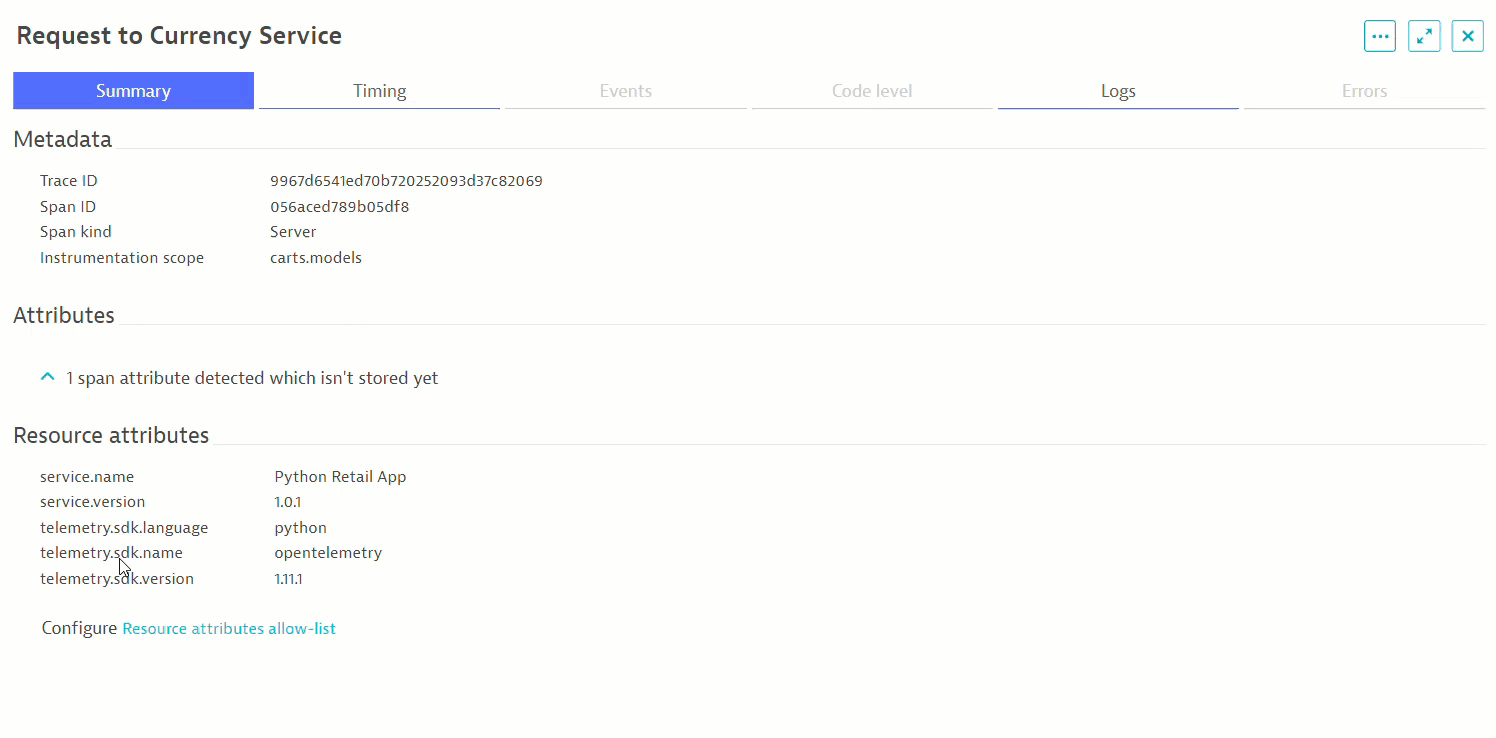 Request to Currency Service
Summary Timing Events Code level Logs Errors
Metadata
Trace ID 9967d6541ed70b720252093d37c82069
Span ID 056aced789b05df8
Span kind Server
Instrumentation scope carts.models
Attributes
1 span attribute detected which isn't stored yet
Resource attributes
service.name Python Retail App
service.version 1.0.1
telemetry.sdk.language python
telemetry.sdk.name opentelemetry
telemetry.sdk.version 1.11.1
Configure Resource attributes allow-list